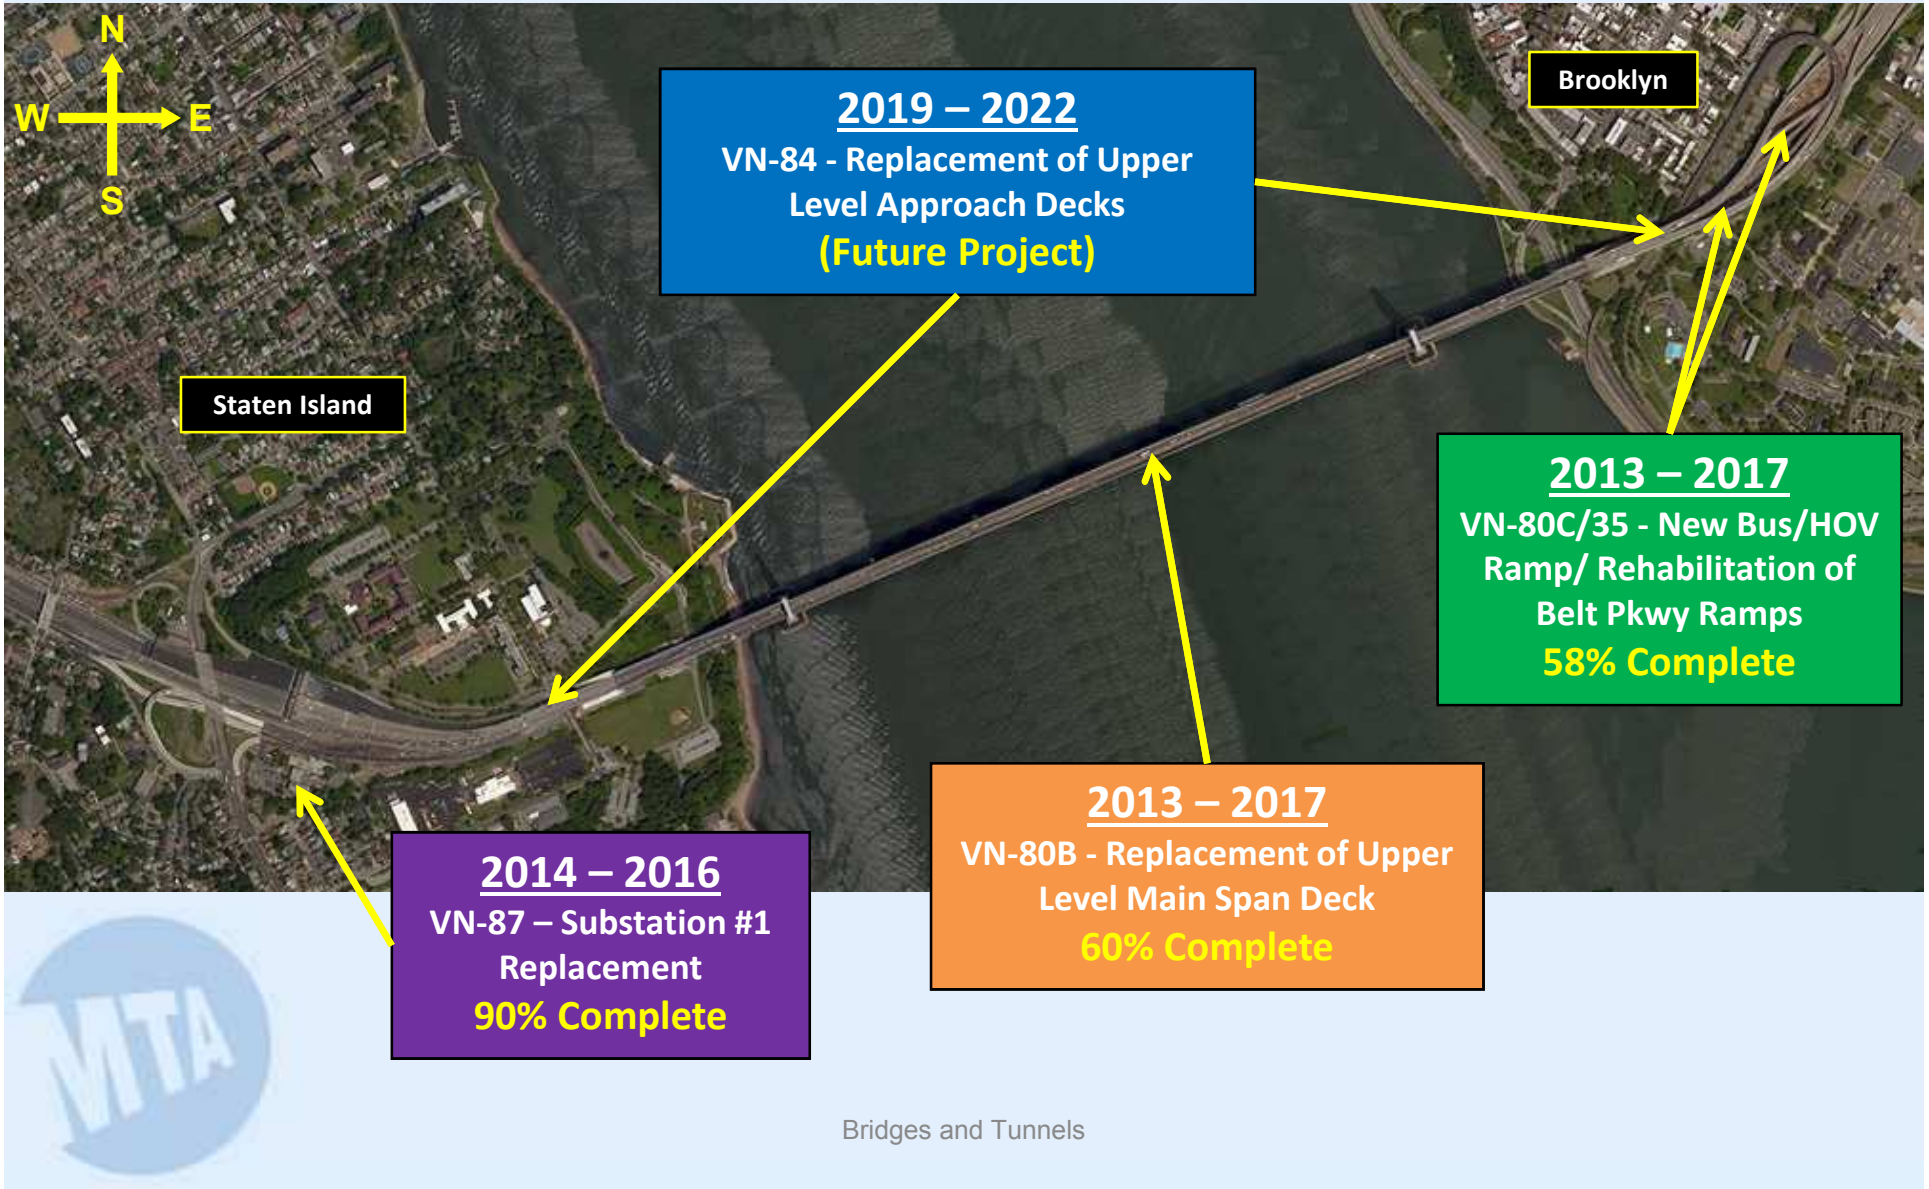 N
W
E
S
2019 – 2022
VN-84 - Replacement of Upper
Level Approach Decks
(Future Project)
Brooklyn
Staten Island
2013 – 2017
VN-80C/35 - New Bus/HOV
Ramp/ Rehabilitation of
Belt Pkwy Ramps
58% Complete
2013 – 2017
VN-80B - Replacement of Upper
Level Main Span Deck
60% Complete
2014 – 2016
VN-87 – Substation #1
Replacement
90% Complete
MTA
Bridges and Tunnels